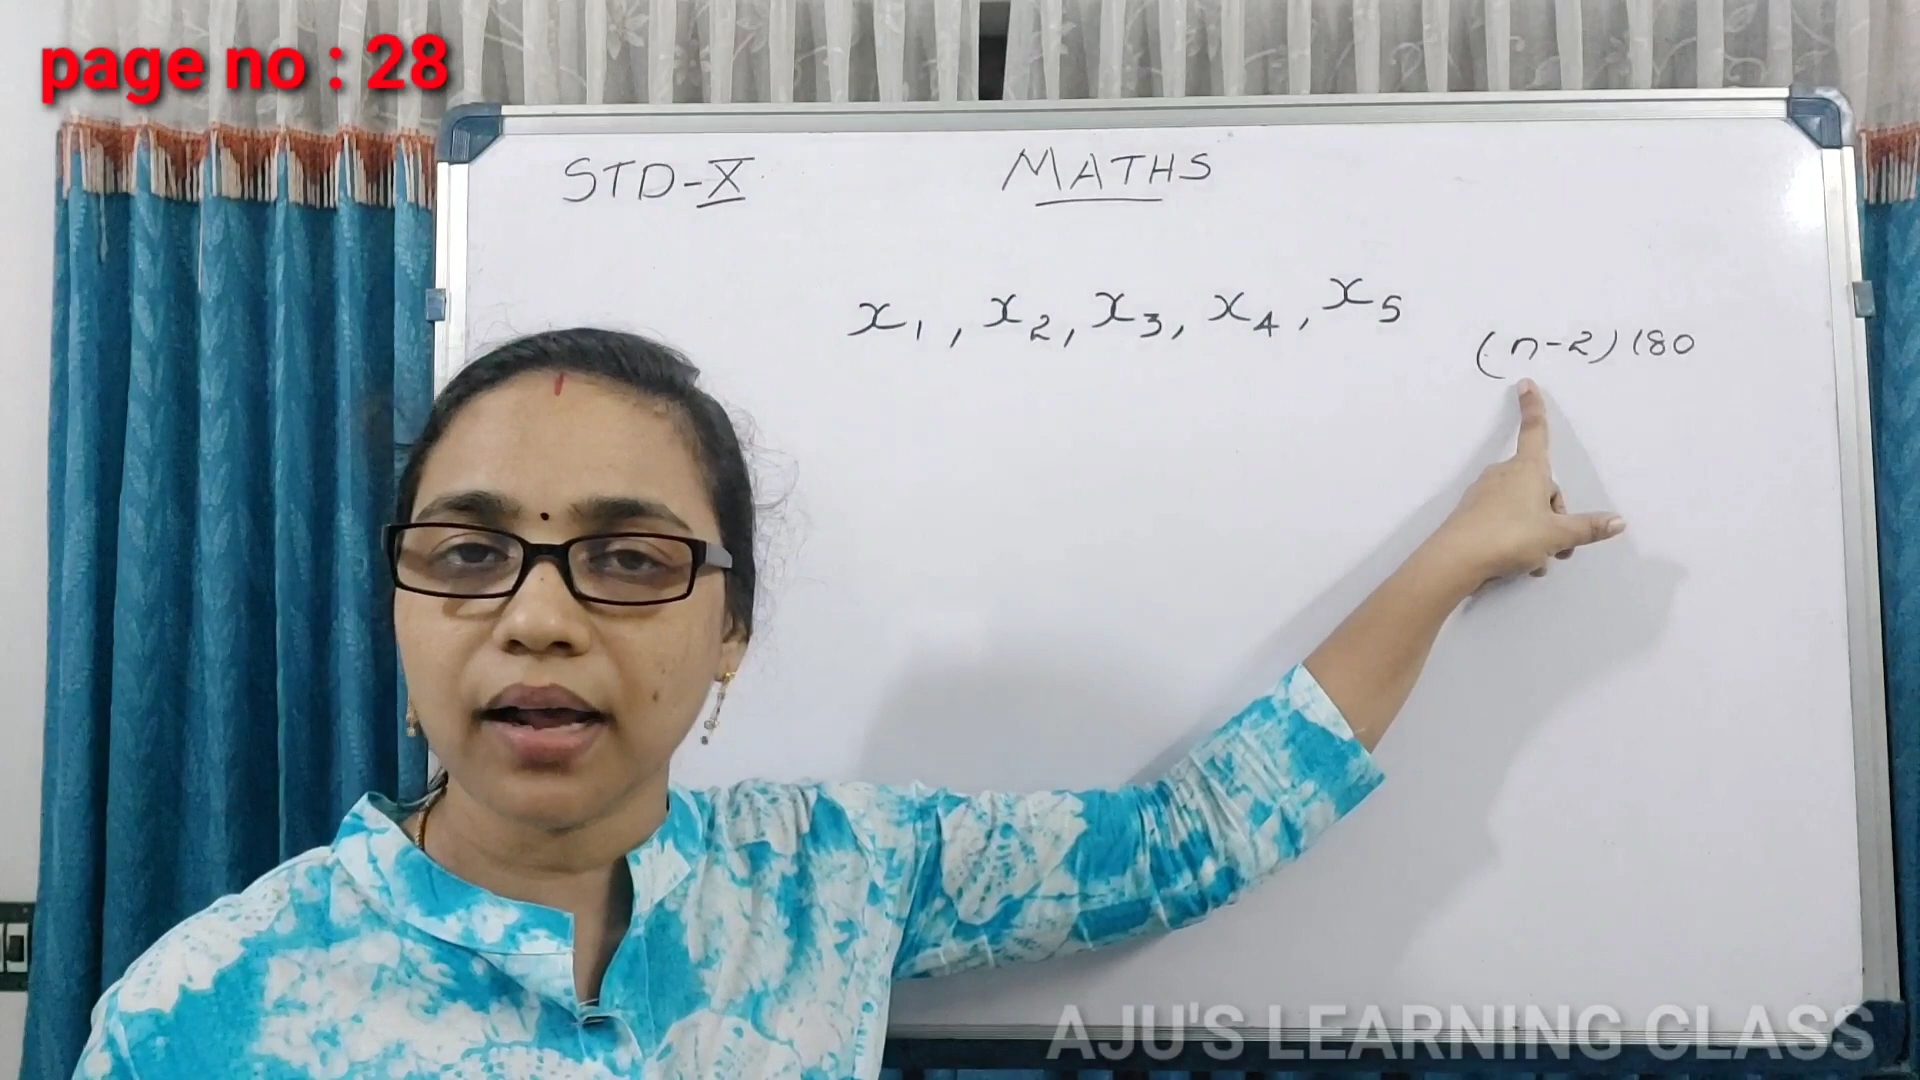 page no : 28
STD-X
MATHS
x₁, x₂, x₃, x₄, x₅
(n-2)180
AJU'S LEARNING CLASS